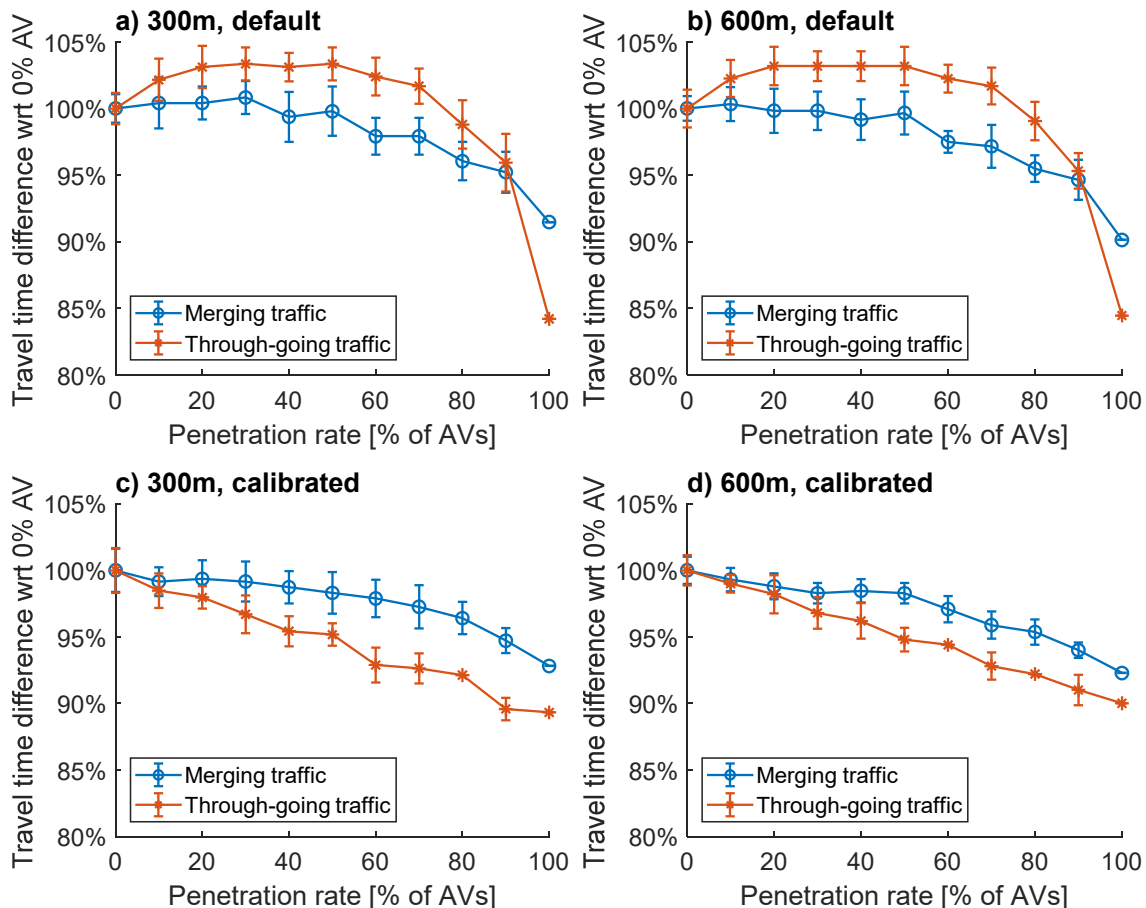 a) 300m, default
Travel time difference wrt 0% AV
105%
100%
95%
90%
85%
80%
Merging traffic
Through-going traffic
0 20 40 60 80 100
Penetration rate [% of AVs]
b) 600m, default
Travel time difference wrt 0% AV
105%
100%
95%
90%
85%
80%
Merging traffic
Through-going traffic
0 20 40 60 80 100
Penetration rate [% of AVs]
c) 300m, calibrated
Travel time difference wrt 0% AV
105%
100%
95%
90%
85%
80%
Merging traffic
Through-going traffic
0 20 40 60 80 100
Penetration rate [% of AVs]
d) 600m, calibrated
Travel time difference wrt 0% AV
105%
100%
95%
90%
85%
80%
Merging traffic
Through-going traffic
0 20 40 60 80 100
Penetration rate [% of AVs]